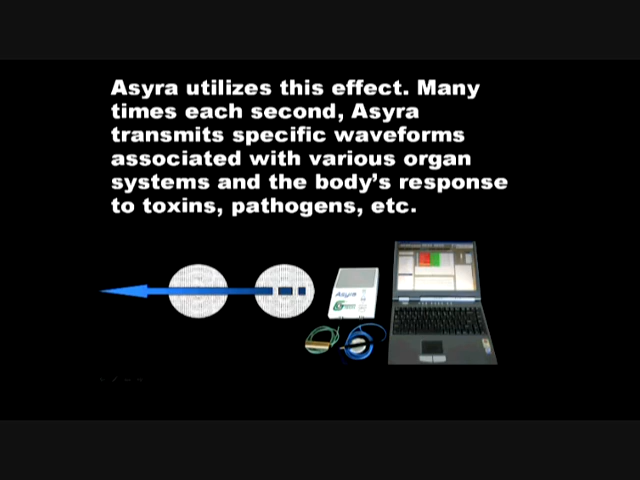 Asyra utilizes this effect. Many
times each second, Asyra
transmits specific waveforms
associated with various organ
systems and the body’s response
to toxins, pathogens, etc.
Asyra